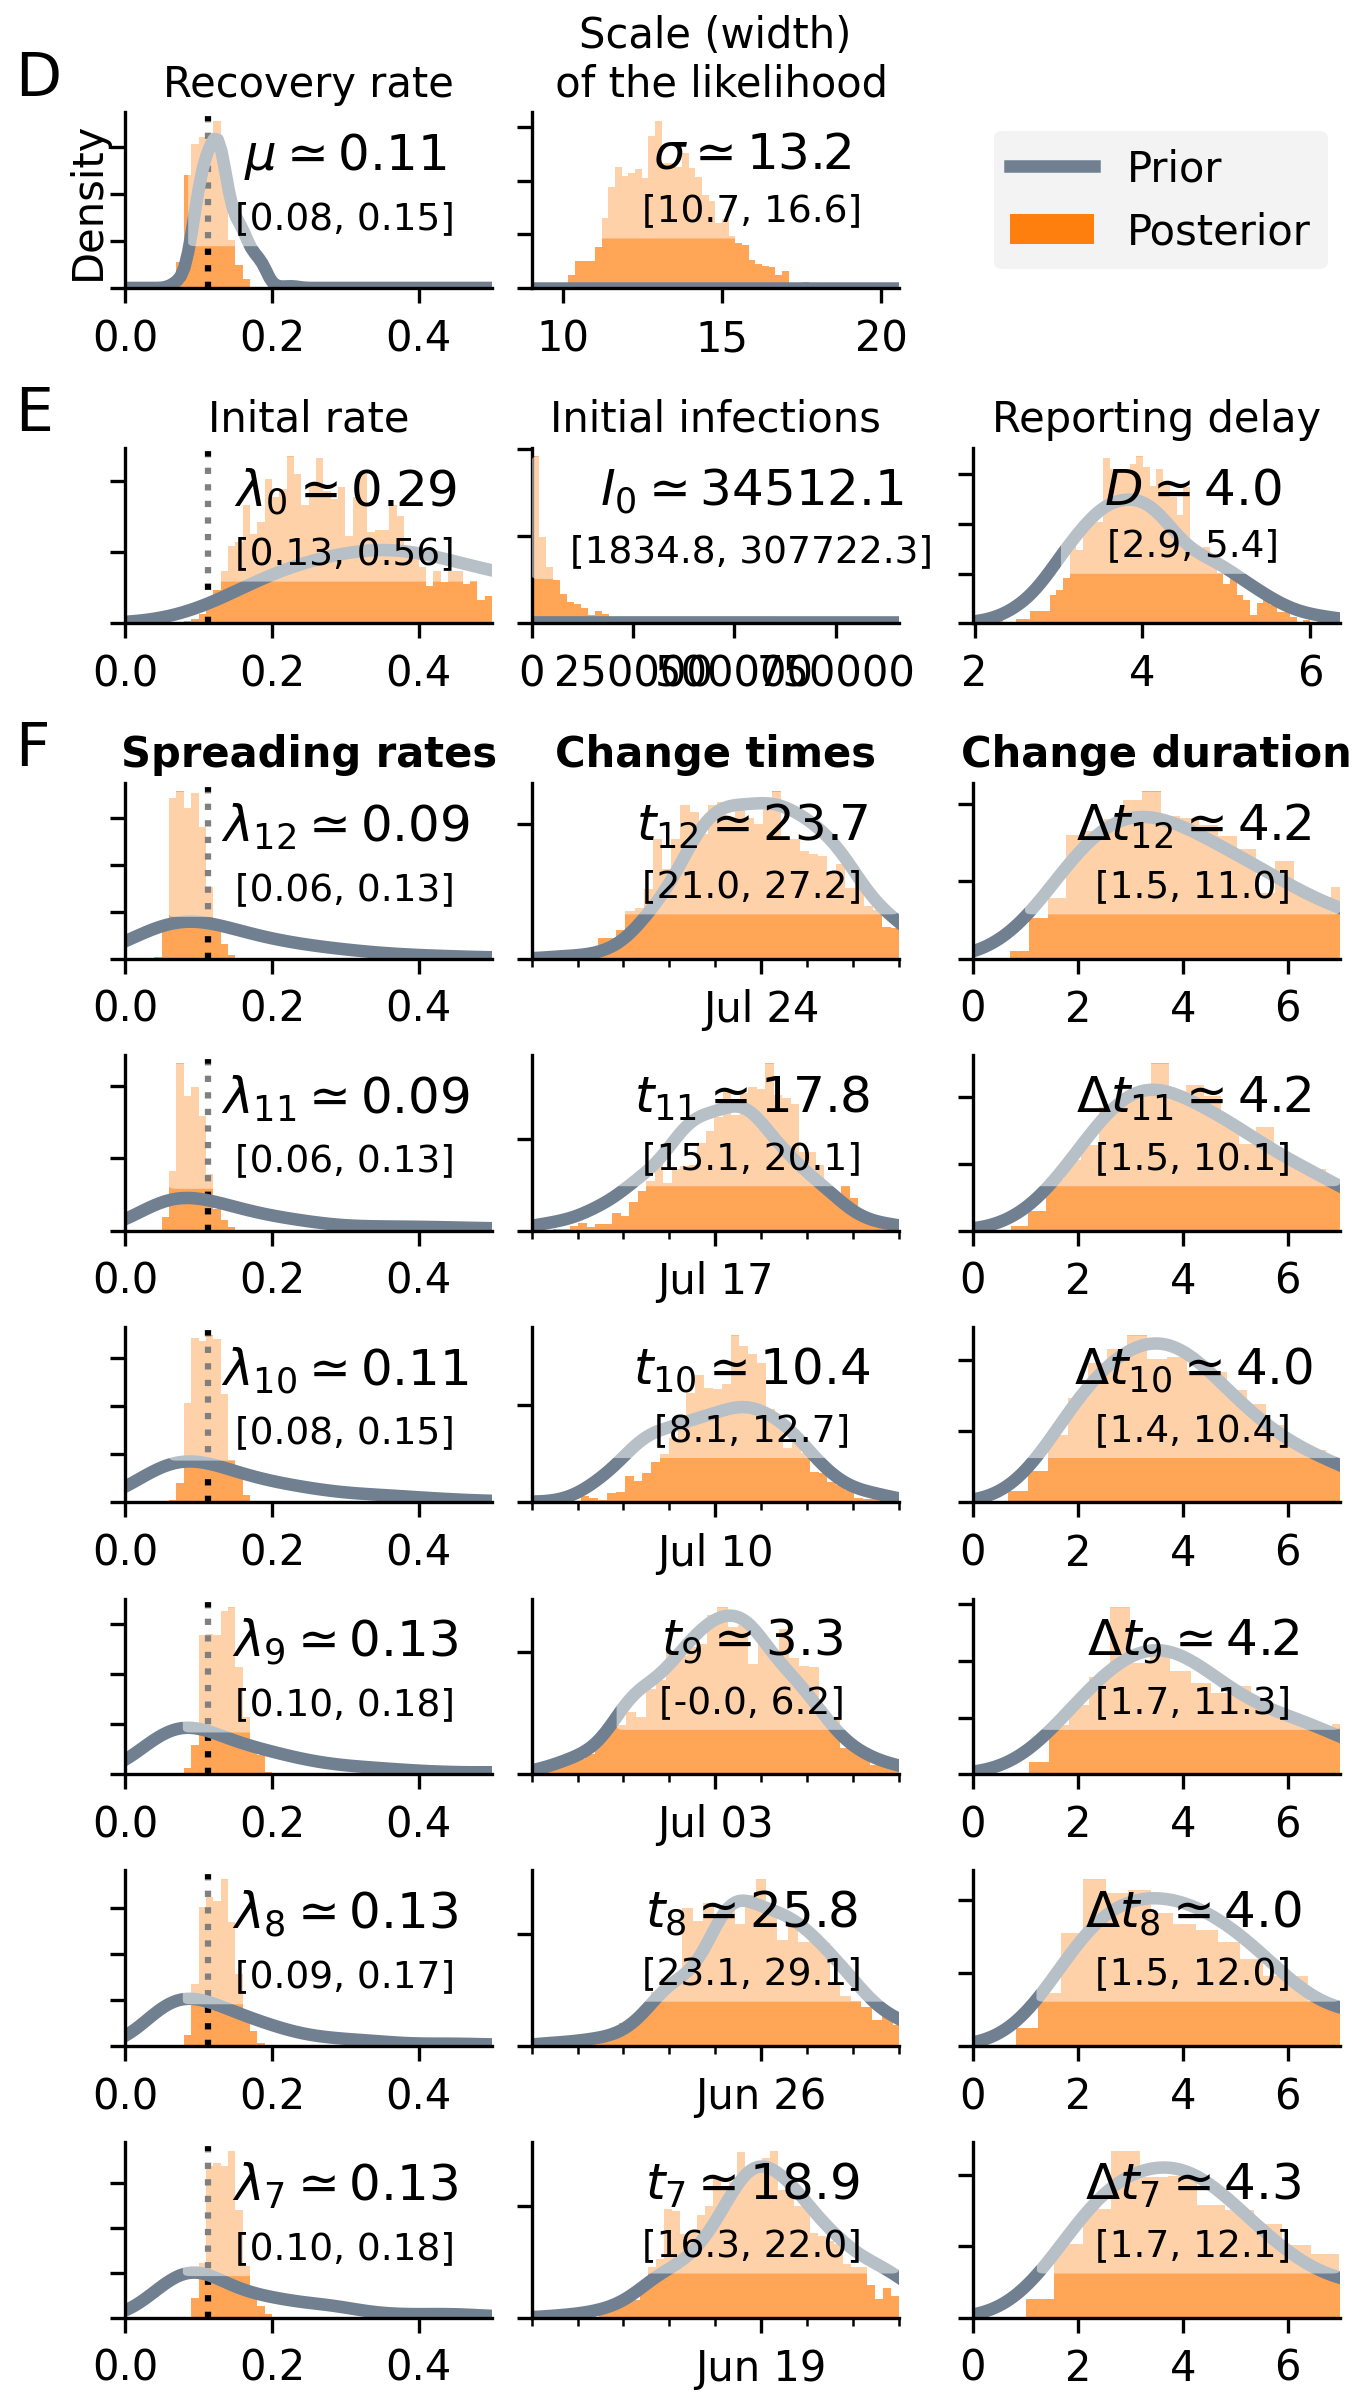 D
Recovery rate
Scale (width)
of the likelihood
Density
μ ≃ 0.11
[0.08, 0.15]
σ ≃ 13.2
[10.7, 16.6]
Prior
Posterior
0.0 0.2 0.4
10 15 20
E
Inital rate
Initial infections
Reporting delay
λ0 ≃ 0.29
[0.13, 0.56]
I0 ≃ 34512.1
[1834.8, 307722.3]
D ≃ 4.0
[2.9, 5.4]
0.0 0.2 0.4
0 250000 500000 750000
2 4 6
F
Spreading rates
Change times
Change duration
λ12 ≃ 0.09
[0.06, 0.13]
t12 ≃ 23.7
[21.0, 27.2]
Δt12 ≃ 4.2
[1.5, 11.0]
0.0 0.2 0.4
Jul 24
0 2 4 6
λ11 ≃ 0.09
[0.06, 0.13]
t11 ≃ 17.8
[15.1, 20.1]
Δt11 ≃ 4.2
[1.5, 10.1]
0.0 0.2 0.4
Jul 17
0 2 4 6
λ10 ≃ 0.11
[0.08, 0.15]
t10 ≃ 10.4
[8.1, 12.7]
Δt10 ≃ 4.0
[1.4, 10.4]
0.0 0.2 0.4
Jul 10
0 2 4 6
λ9 ≃ 0.13
[0.10, 0.18]
t9 ≃ 3.3
[-0.0, 6.2]
Δt9 ≃ 4.2
[1.7, 11.3]
0.0 0.2 0.4
Jul 03
0 2 4 6
λ8 ≃ 0.13
[0.09, 0.17]
t8 ≃ 25.8
[23.1, 29.1]
Δt8 ≃ 4.0
[1.5, 12.0]
0.0 0.2 0.4
Jun 26
0 2 4 6
λ7 ≃ 0.13
[0.10, 0.18]
t7 ≃ 18.9
[16.3, 22.0]
Δt7 ≃ 4.3
[1.7, 12.1]
0.0 0.2 0.4
Jun 19
0 2 4 6